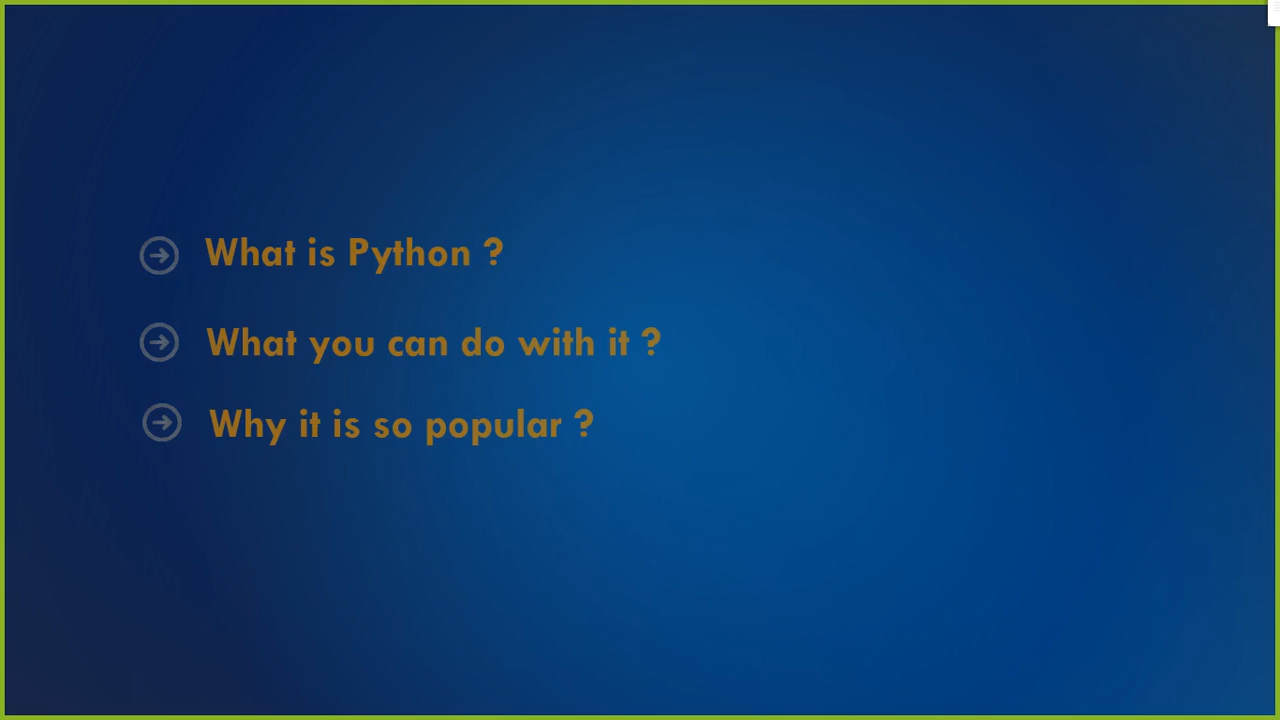 What is Python ?
What you can do with it ?
Why it is so popular ?